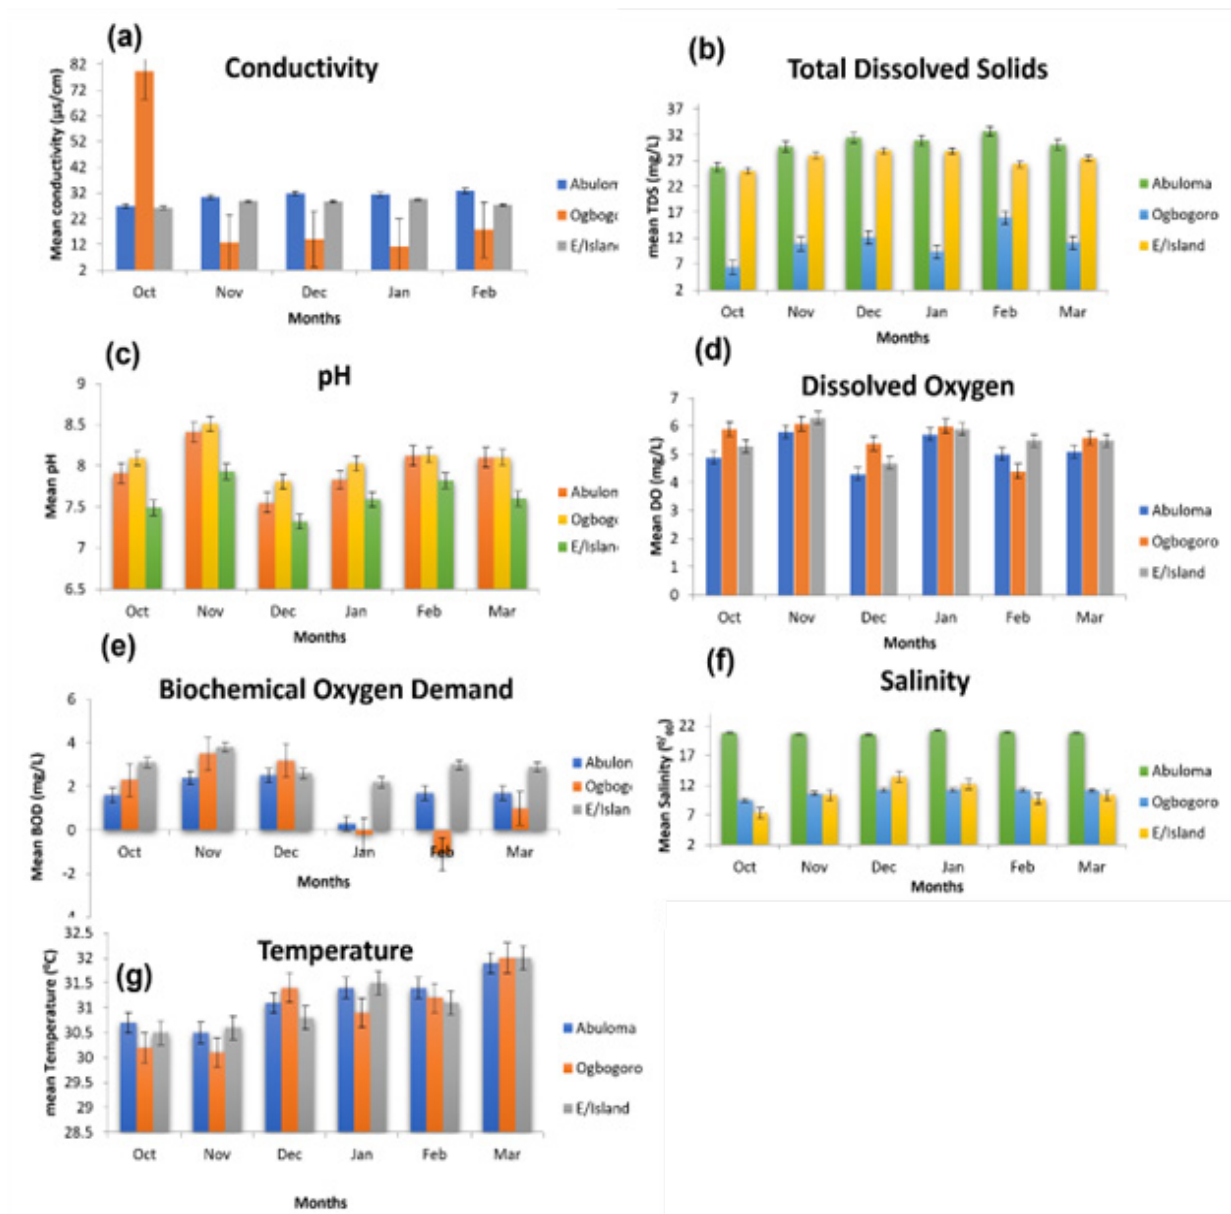 (a)
Conductivity
Mean conductivity (µs/cm)
82
72
62
52
42
32
22
12
2
Oct Nov Dec Jan Feb
Months
Abulom
Ogbogo
E/Island
(b)
Total Dissolved Solids
mean TDS (mg/L)
37
32
27
22
17
12
7
2
Oct Nov Dec Jan Feb Mar
Months
Abuloma
Ogbogoro
E/Island
(c)
pH
Mean pH
9
8.5
8
7.5
7
6.5
Oct Nov Dec Jan Feb Mar
Months
Abulon
Ogbogo
E/Islan
(d)
Dissolved Oxygen
Mean DO (mg/L)
7
6
5
4
3
2
1
0
Oct Nov Dec Jan Feb Mar
Months
Abuloma
Ogbogoro
E/Island
(e)
Biochemical Oxygen Demand
Mean BOD (mg/L)
6
4
2
0
-2
Oct Nov Dec Jan Feb Mar
Months
Abulon
Ogbog
E/Islan
(f)
Salinity
Mean Salinity (⁰/₀₀)
22
17
12
7
2
Oct Nov Dec Jan Feb Mar
Months
Abuloma
Ogbogoro
E/Island
(g)
Temperature
mean Temperature (⁰C)
32.5
32
31.5
31
30.5
30
29.5
29
28.5
Oct Nov Dec Jan Feb Mar
Months
Abuloma
Ogbogoro
E/Island